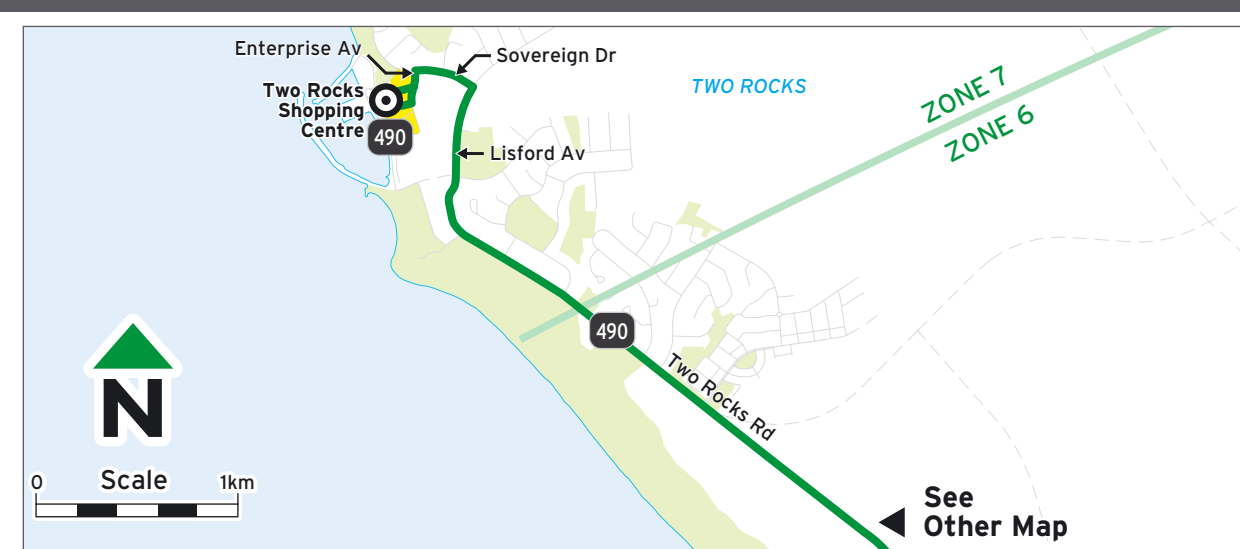 Enterprise Av
Sovereign Dr
Two Rocks
Shopping
Centre
490
TWO ROCKS
ZONE 7
ZONE 6
Lisford Av
490
Two Rocks Rd
N
0 Scale 1km
See
Other Map